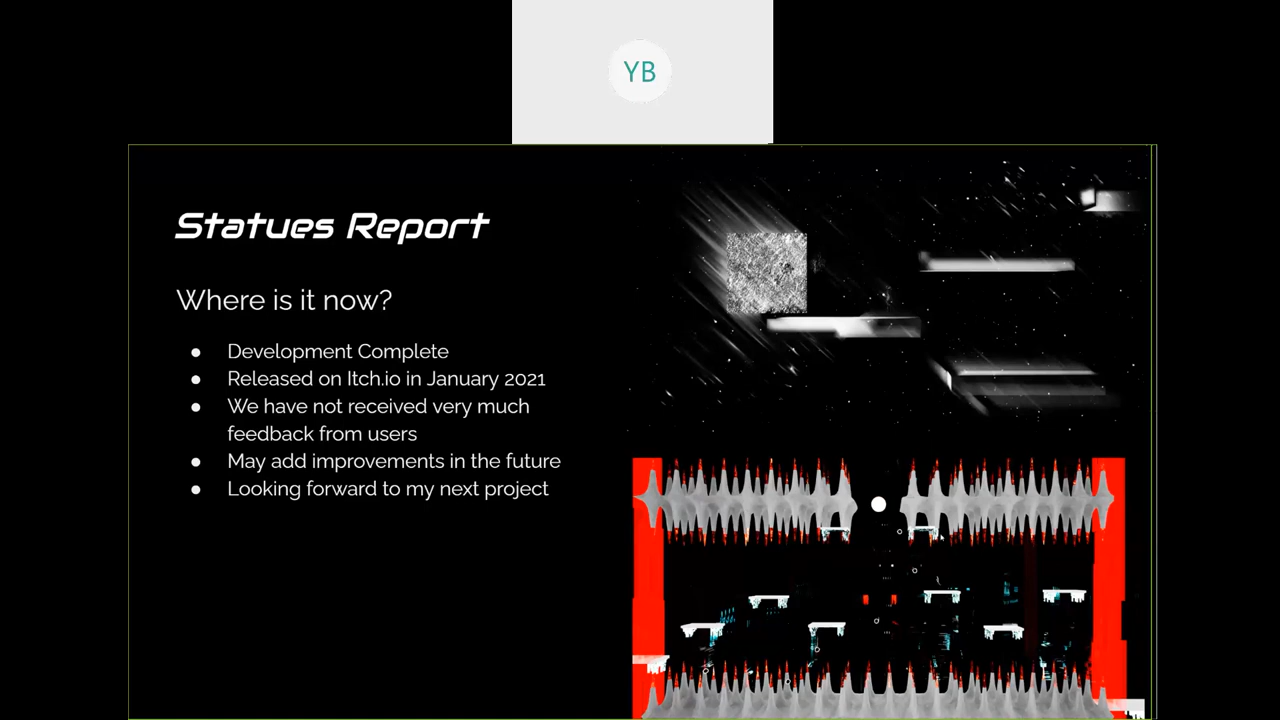 YB
Statues Report
Where is it now?
● Development Complete
● Released on Itch.io in January 2021
● We have not received very much
feedback from users
● May add improvements in the future
● Looking forward to my next project